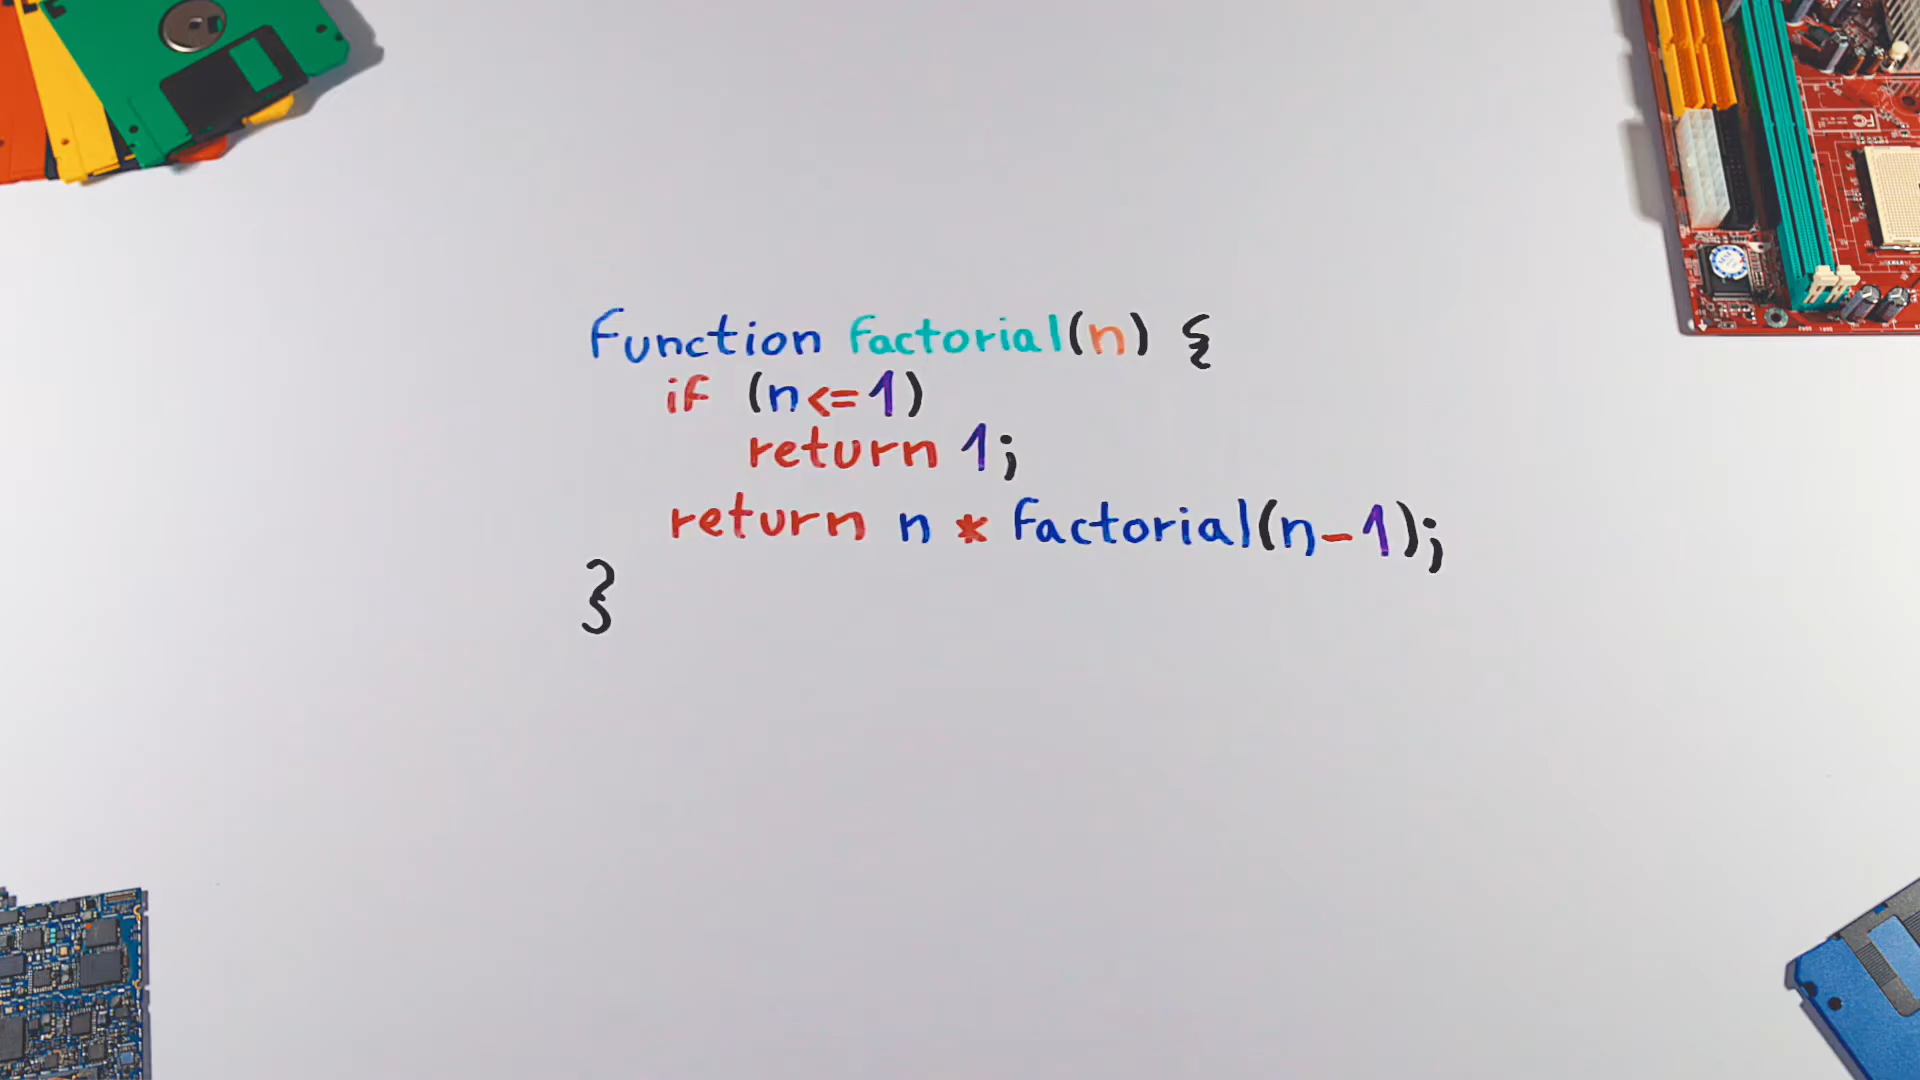 function factorial(n) {
if (n<=1)
return 1;
return n * factorial(n-1);
}